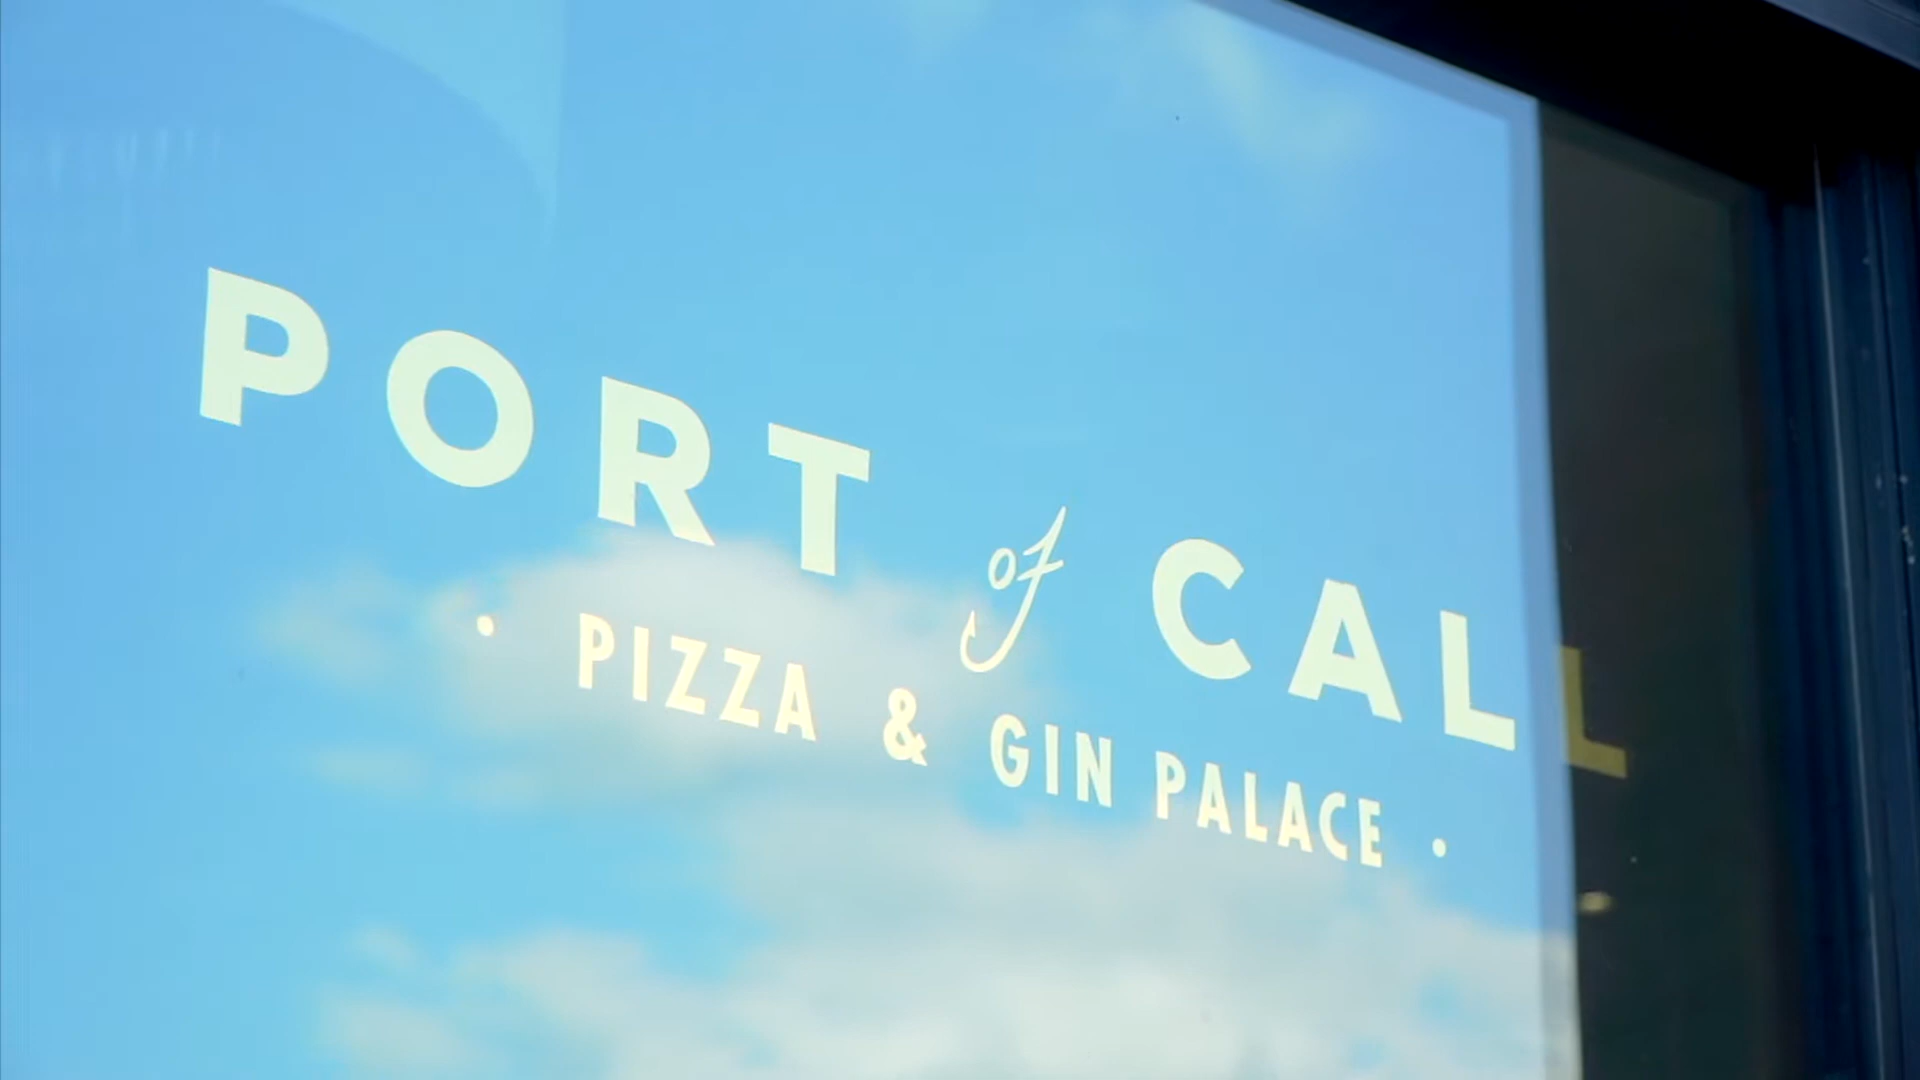 PORT of CALL
• PIZZA & GIN PALACE •